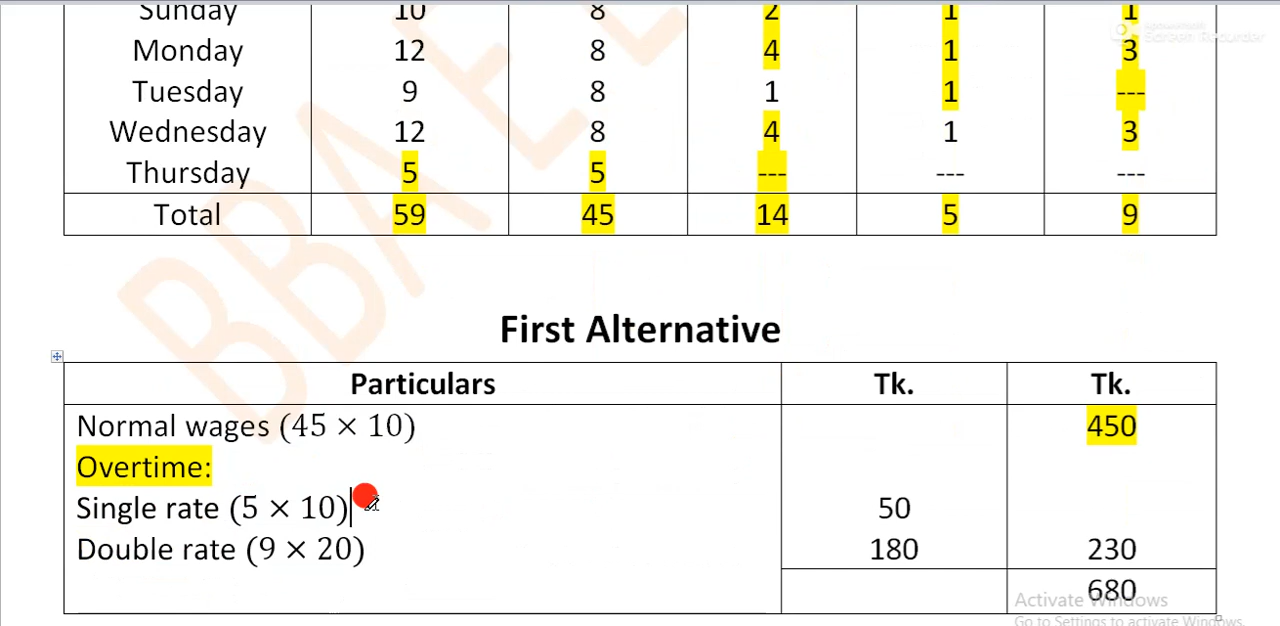 Sunday 10 8 2 1 1
Monday 12 8 4 1 3
Tuesday 9 8 1 1 ---
Wednesday 12 8 4 1 3
Thursday 5 5 --- --- ---
Total 59 45 14 5 9
BBA E
Screen Recorder
First Alternative
Particulars Tk. Tk.
Normal wages (45 × 10) 450
Overtime:
Single rate (5 × 10) 50
Double rate (9 × 20) 180 230
680
Activate Windows
Go to Settings to activate Windows.